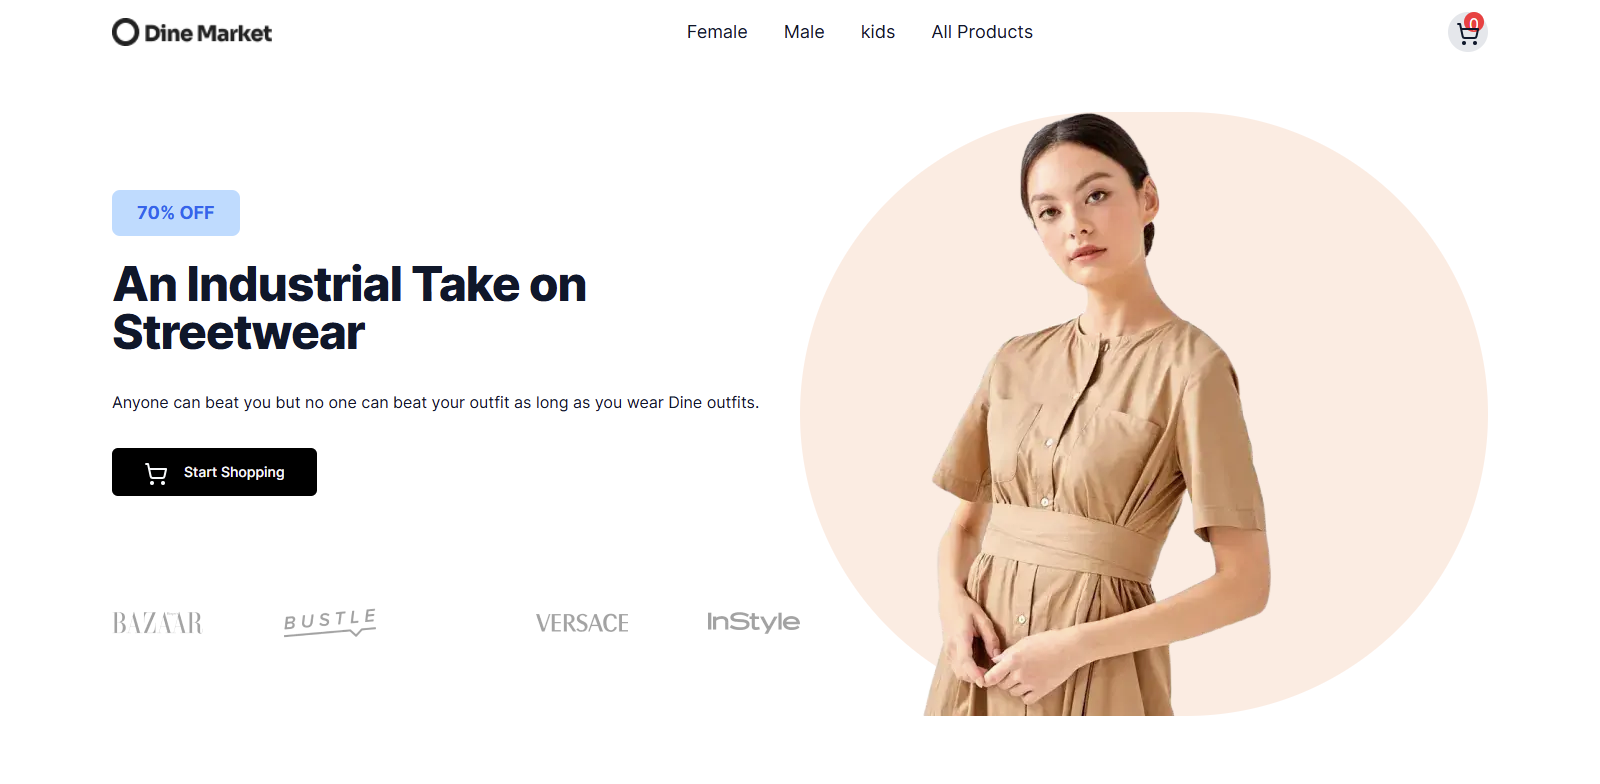 Dine Market
Female Male kids All Products
0
70% OFF
An Industrial Take on
Streetwear
Anyone can beat you but no one can beat your outfit as long as you wear Dine outfits.
Start Shopping
BAZAAR BUSTLE VERSACE InStyle